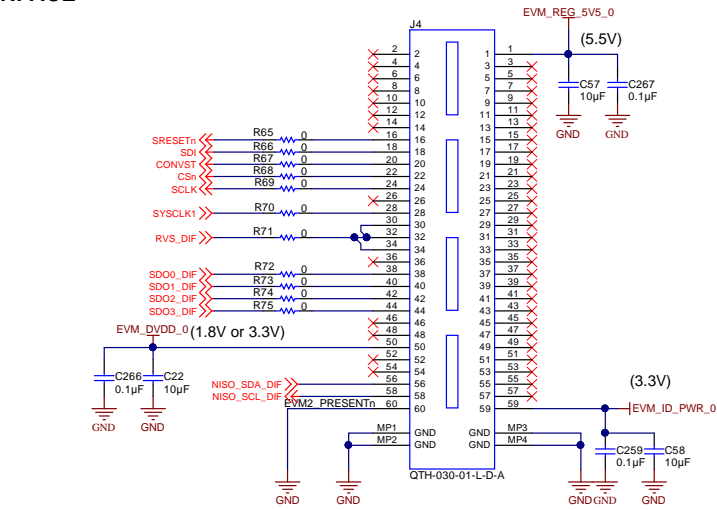 EVM_REG_5V5_0
J4
(5.5V)
2 2 1 1
4 4 3 3
6 6 5 5
8 8 7 7
10 10 9 9
12 12 11 11
14 14 13 13
C57 10µF
C267 0.1µF
GND GND
SRESETn R65 0 16 16 15 15
SDI R66 0 18 18 17 17
CONVST R67 0 20 20 19 19
CSn R68 0 22 22 21 21
SCLK R69 0 24 24 23 23
26 26 25 25
SYSCLK1 R70 0 28 28 27 27
30 30 29 29
RVS_DIF R71 0 32 32 31 31
34 34 33 33
36 36 35 35
SDO0_DIF R72 0 38 38 37 37
SDO1_DIF R73 0 40 40 39 39
SDO2_DIF R74 0 42 42 41 41
SDO3_DIF R75 0 44 44 43 43
46 46 45 45
EVM_DVDD_0 (1.8V or 3.3V) 48 48 47 47
50 50 49 49
52 52 51 51
54 54 53 53
C266 0.1µF
C22 10µF
GND GND
NISO_SDA_DIF 56 56 55 55
NISO_SCL_DIF 58 58 57 57
EVM2_PRESENTn 60 60 59 59
(3.3V)
EVM_ID_PWR_0
MP1 GND GND MP3
MP2 GND GND MP4
C259 0.1µF
C58 10µF
QTH-030-01-L-D-A
GND GND GND GND GND